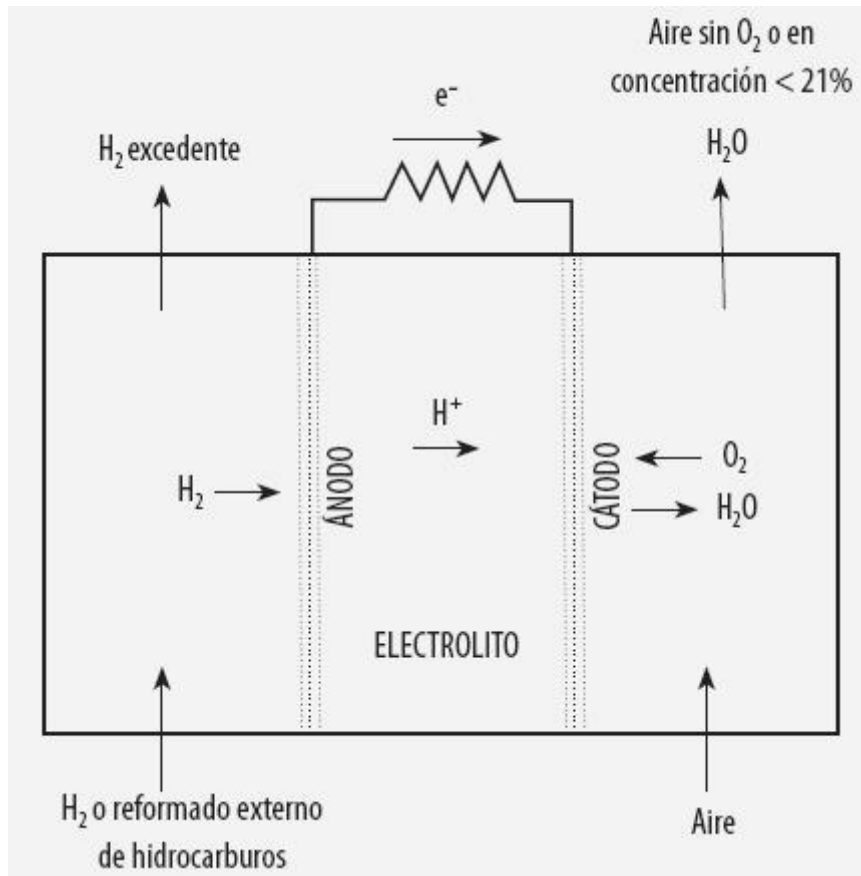 Aire sin O₂ o en
concentración < 21%
e⁻
H₂ excedente
H₂O
H⁺
H₂
ÁNODO
CÁTODO
O₂
H₂O
ELECTROLITO
H₂ o reformado externo
de hidrocarburos
Aire